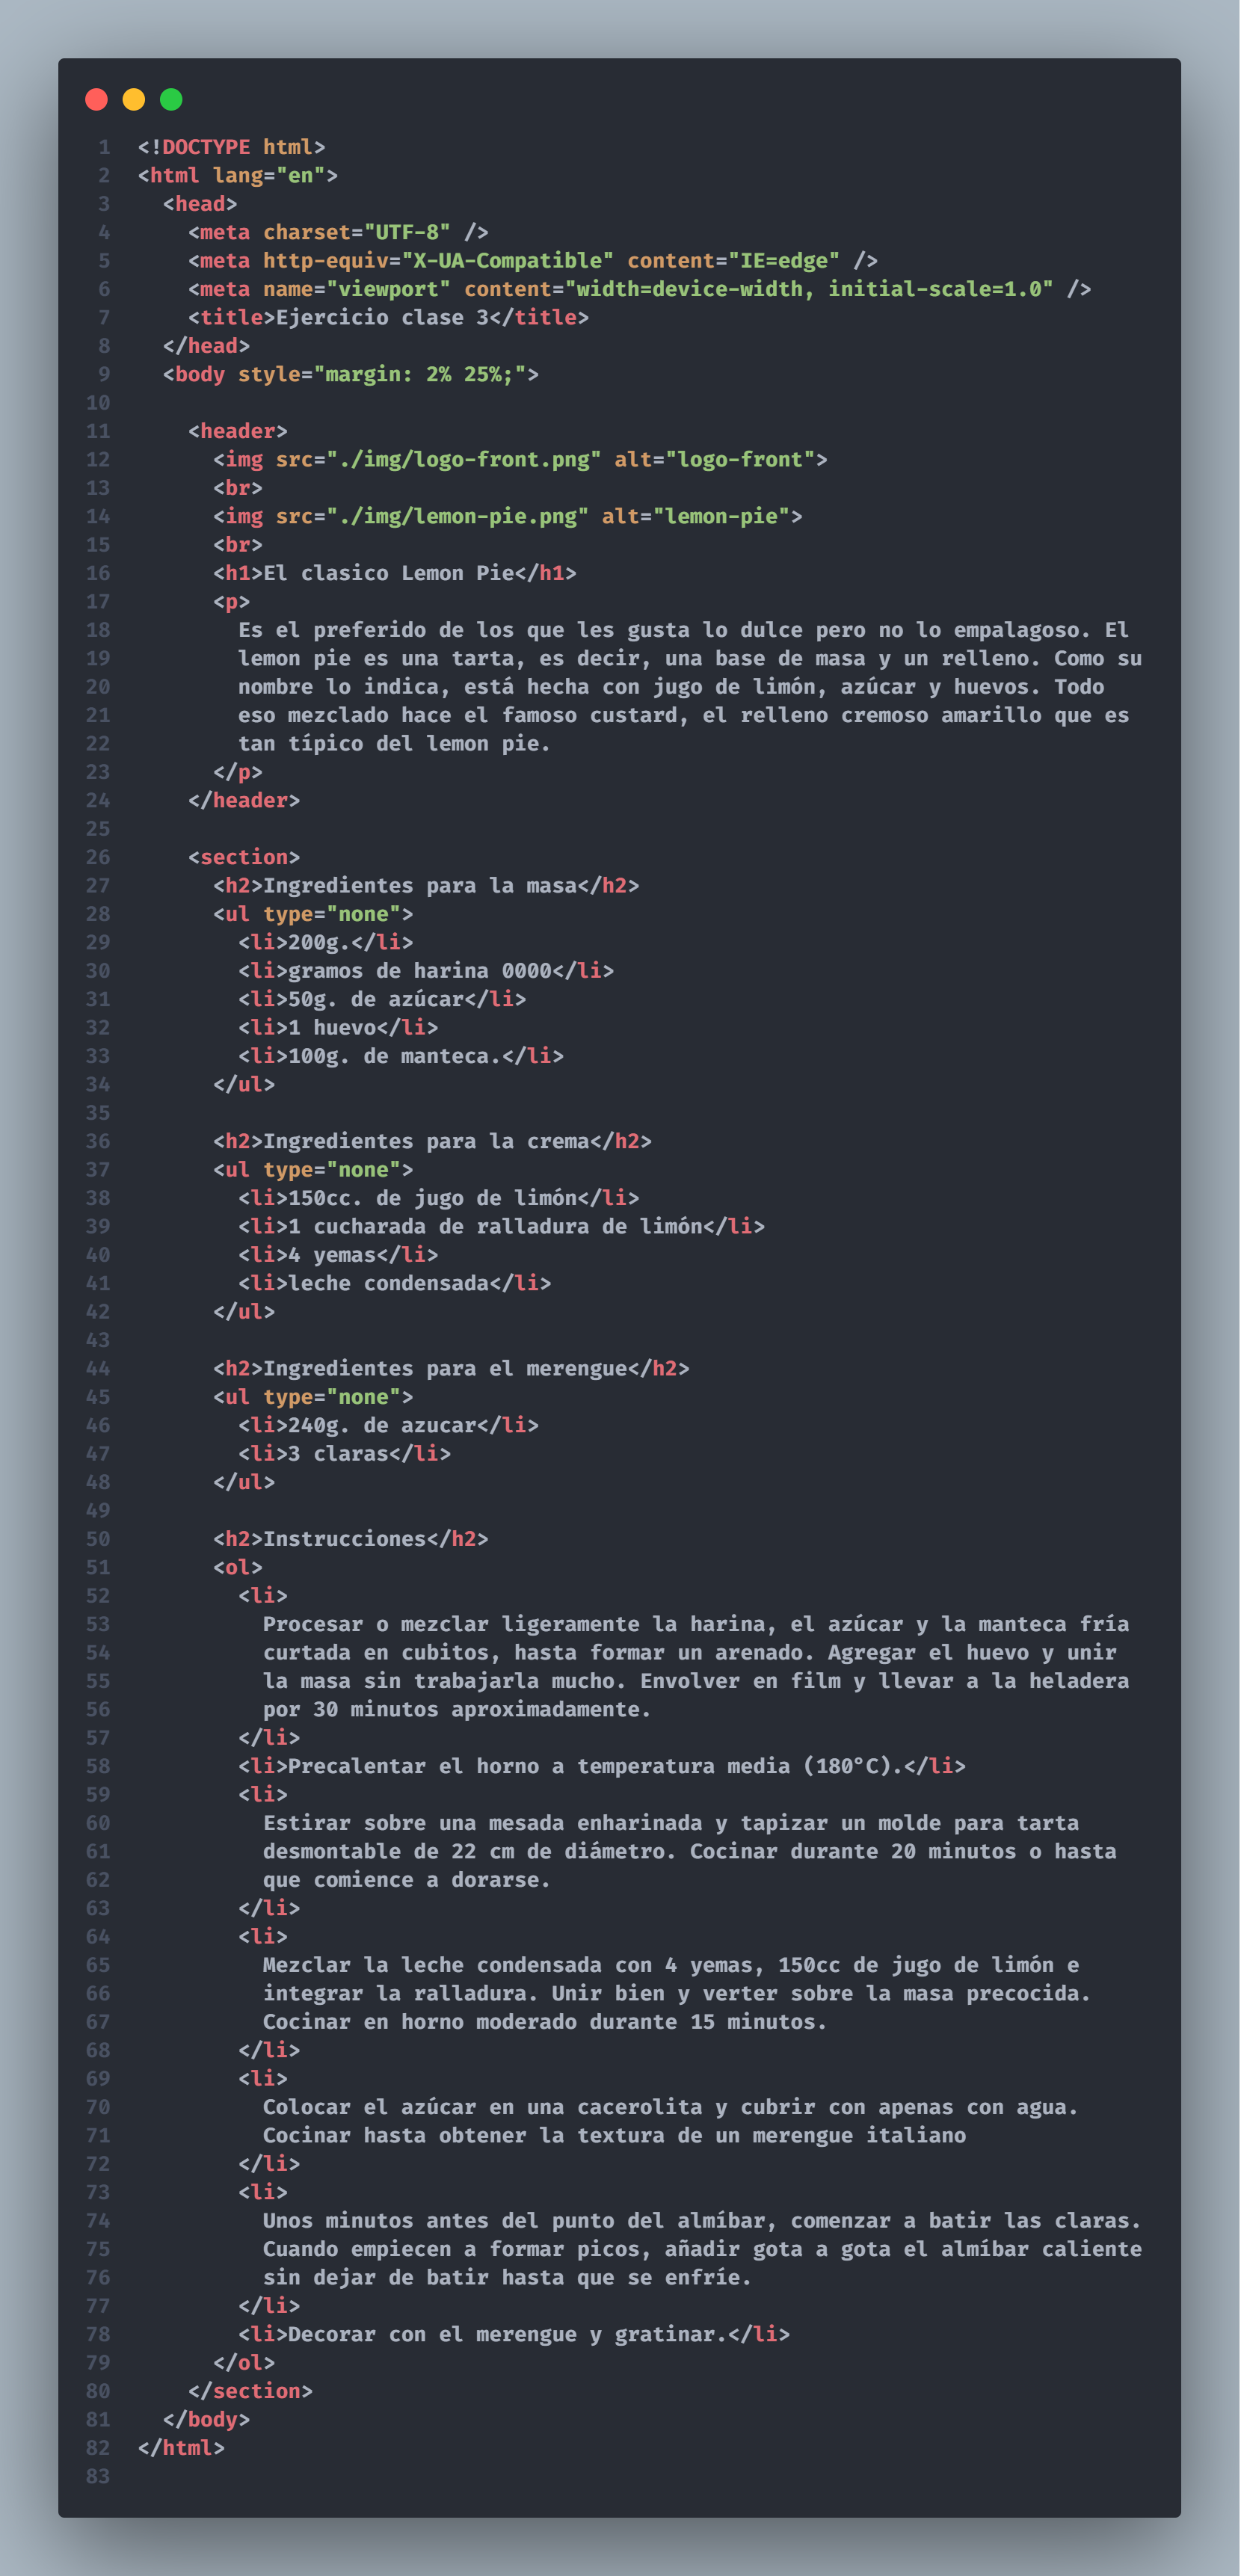 1 <!DOCTYPE html>
2 <html lang="en">
3   <head>
4     <meta charset="UTF-8" />
5     <meta http-equiv="X-UA-Compatible" content="IE=edge" />
6     <meta name="viewport" content="width=device-width, initial-scale=1.0" />
7     <title>Ejercicio clase 3</title>
8   </head>
9   <body style="margin: 2% 25%;">
10
11     <header>
12       <img src="./img/logo-front.png" alt="logo-front">
13       <br>
14       <img src="./img/lemon-pie.png" alt="lemon-pie">
15       <br>
16       <h1>El clasico Lemon Pie</h1>
17       <p>
18         Es el preferido de los que les gusta lo dulce pero no lo empalagoso. El
19         lemon pie es una tarta, es decir, una base de masa y un relleno. Como su
20         nombre lo indica, está hecha con jugo de limón, azúcar y huevos. Todo
21         eso mezclado hace el famoso custard, el relleno cremoso amarillo que es
22         tan típico del lemon pie.
23       </p>
24     </header>
25
26     <section>
27       <h2>Ingredientes para la masa</h2>
28       <ul type="none">
29         <li>200g.</li>
30         <li>gramos de harina 0000</li>
31         <li>50g. de azúcar</li>
32         <li>1 huevo</li>
33         <li>100g. de manteca.</li>
34       </ul>
35
36       <h2>Ingredientes para la crema</h2>
37       <ul type="none">
38         <li>150cc. de jugo de limón</li>
39         <li>1 cucharada de ralladura de limón</li>
40         <li>4 yemas</li>
41         <li>leche condensada</li>
42       </ul>
43
44       <h2>Ingredientes para el merengue</h2>
45       <ul type="none">
46         <li>240g. de azucar</li>
47         <li>3 claras</li>
48       </ul>
49
50       <h2>Instrucciones</h2>
51       <ol>
52         <li>
53           Procesar o mezclar ligeramente la harina, el azúcar y la manteca fría
54           curtada en cubitos, hasta formar un arenado. Agregar el huevo y unir
55           la masa sin trabajarla mucho. Envolver en film y llevar a la heladera
56           por 30 minutos aproximadamente.
57         </li>
58         <li>Precalentar el horno a temperatura media (180°C).</li>
59         <li>
60           Estirar sobre una mesada enharinada y tapizar un molde para tarta
61           desmontable de 22 cm de diámetro. Cocinar durante 20 minutos o hasta
62           que comience a dorarse.
63         </li>
64         <li>
65           Mezclar la leche condensada con 4 yemas, 150cc de jugo de limón e
66           integrar la ralladura. Unir bien y verter sobre la masa precocida.
67           Cocinar en horno moderado durante 15 minutos.
68         </li>
69         <li>
70           Colocar el azúcar en una cacerolita y cubrir con apenas con agua.
71           Cocinar hasta obtener la textura de un merengue italiano
72         </li>
73         <li>
74           Unos minutos antes del punto del almíbar, comenzar a batir las claras.
75           Cuando empiecen a formar picos, añadir gota a gota el almíbar caliente
76           sin dejar de batir hasta que se enfríe.
77         </li>
78         <li>Decorar con el merengue y gratinar.</li>
79       </ol>
80     </section>
81   </body>
82 </html>
83